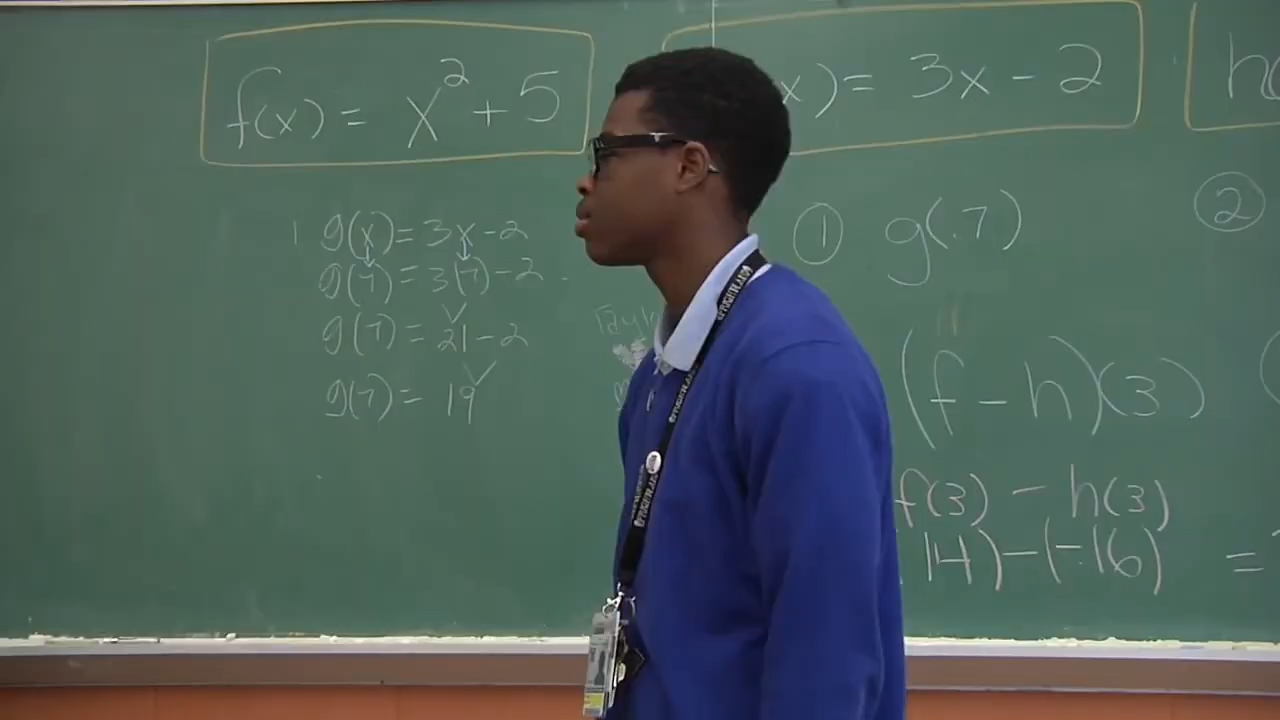 f(x) = x² + 5
x) = 3x - 2
h(
1 g(x) = 3x - 2
g(7) = 3(7) - 2
g(7) = 21 - 2
g(7) = 19
① g(7)
②
(f - h)(3)
f(3) - h(3)
14) - (-16) =